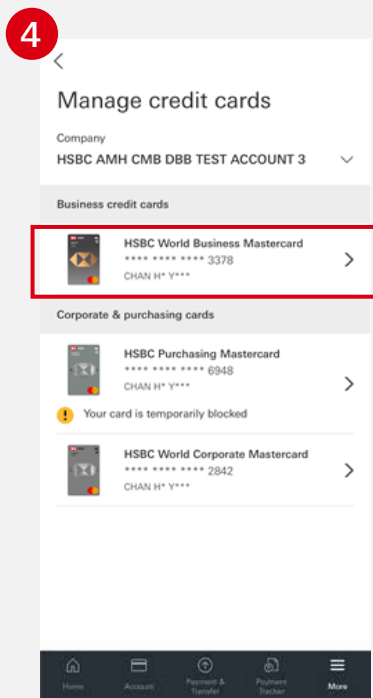 4
Manage credit cards
Company
HSBC AMH CMB DBB TEST ACCOUNT 3
Business credit cards
HSBC World Business Mastercard
**** **** **** 3378
CHAN H* Y***
Corporate & purchasing cards
HSBC Purchasing Mastercard
**** **** **** 6948
CHAN H* Y***
! Your card is temporarily blocked
HSBC World Corporate Mastercard
**** **** **** 2842
CHAN H* Y***
Home Account Payment & Transfer Payment Tracker More